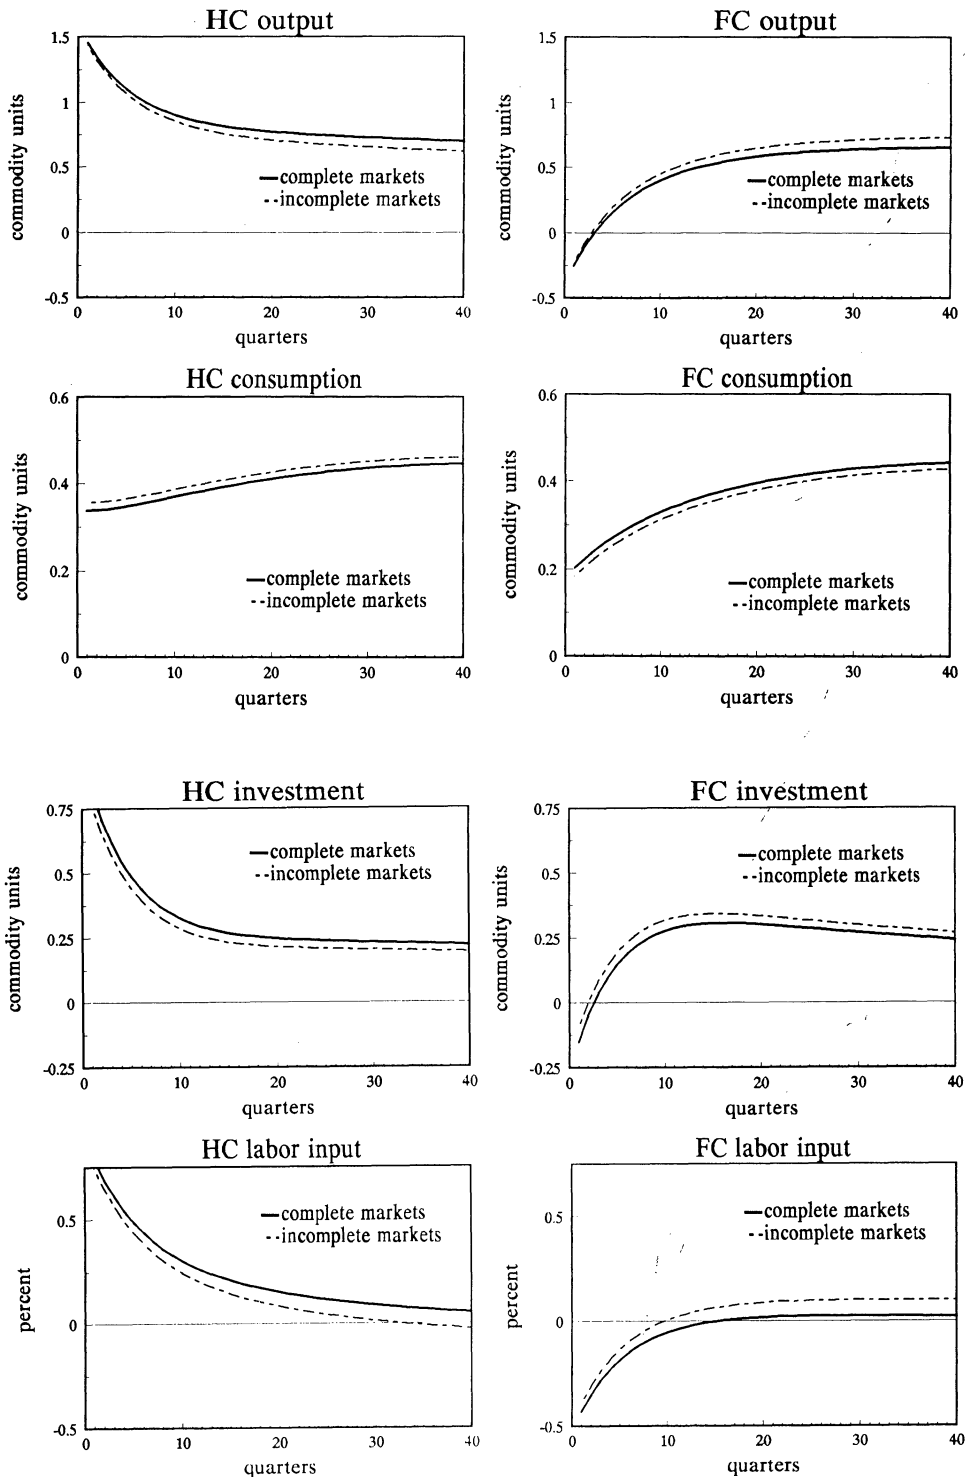 HC output
1.5
1
0.5
0
-0.5
commodity units
complete markets
incomplete markets
0
10
20
30
40
quarters
FC output
1.5
1
0.5
0
-0.5
commodity units
complete markets
incomplete markets
0
10
20
30
40
quarters
HC consumption
0.6
0.4
0.2
0
commodity units
complete markets
incomplete markets
0
10
20
30
40
quarters
FC consumption
0.6
0.4
0.2
0
commodity units
complete markets
incomplete markets
0
10
20
30
40
quarters
HC investment
0.75
0.5
0.25
0
-0.25
commodity units
complete markets
incomplete markets
0
10
20
30
40
quarters
FC investment
0.75
0.5
0.25
0
-0.25
commodity units
complete markets
incomplete markets
0
10
20
30
40
quarters
HC labor input
0.5
0
-0.5
percent
complete markets
incomplete markets
0
10
20
30
40
quarters
FC labor input
0.5
0
-0.5
percent
complete markets
incomplete markets
0
10
20
30
40
quarters